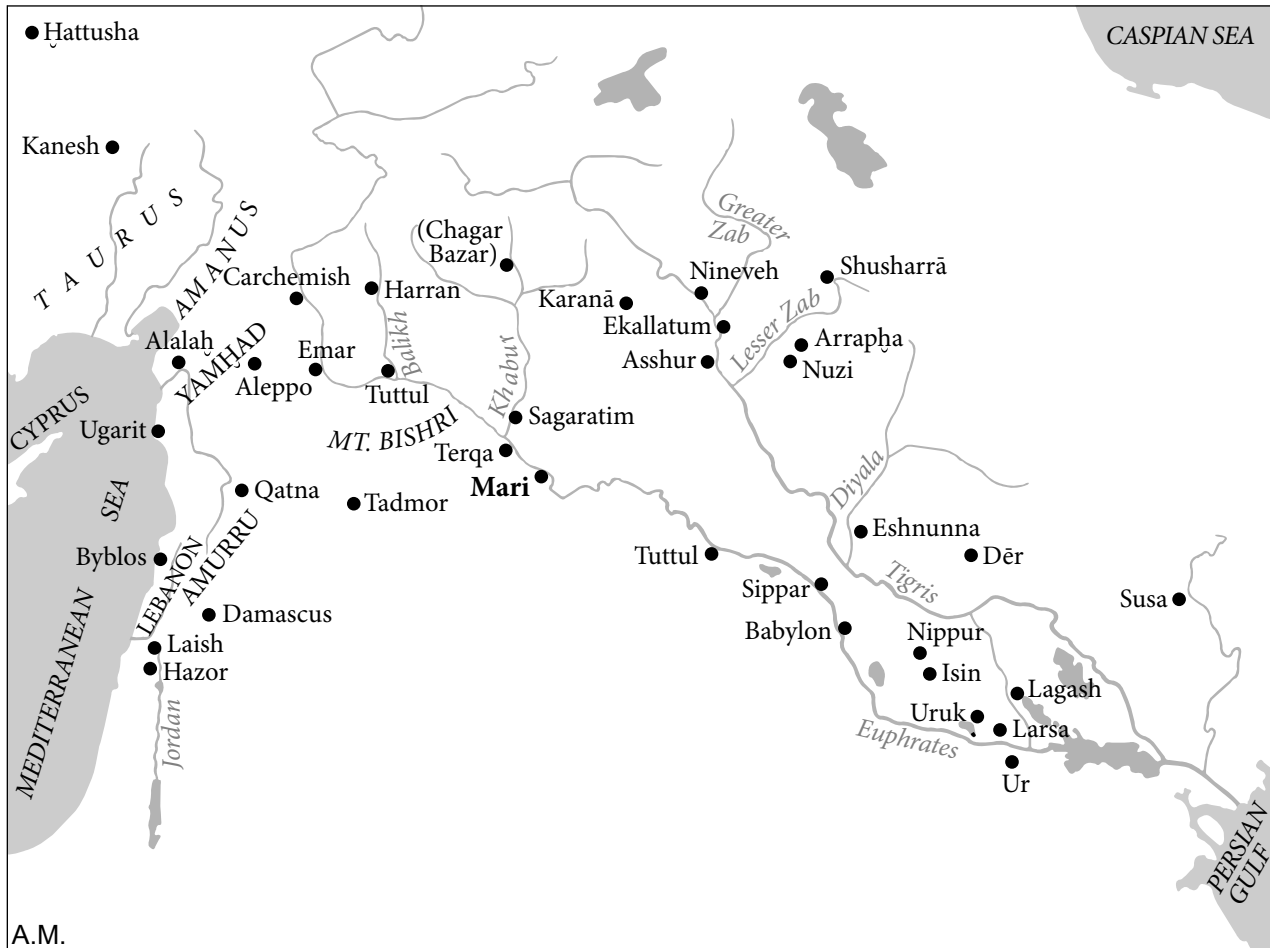 Ḫattusha
CASPIAN SEA
Kanesh
TAURUS
AMANUS
(Chagar
Bazar)
Greater
Zab
Carchemish
Harran
Karanā
Nineveh
Shusharrā
Ekallatum
Lesser Zab
Arrapḫa
Alalaḫ
YAMḪAD
Aleppo
Emar
Balikh
Tuttul
Khabur
Asshur
Nuzi
CYPRUS
Ugarit
MT. BISHRI
Sagaratim
Terqa
Mari
Qatna
Tadmor
Diyala
MEDITERRANEAN SEA
Byblos
LEBANON
AMURRU
Tuttul
Eshnunna
Dēr
Sippar
Tigris
Susa
Damascus
Babylon
Nippur
Laish
Hazor
Isin
Lagash
Jordan
Uruk
Larsa
Euphrates
Ur
PERSIAN
GULF
A.M.